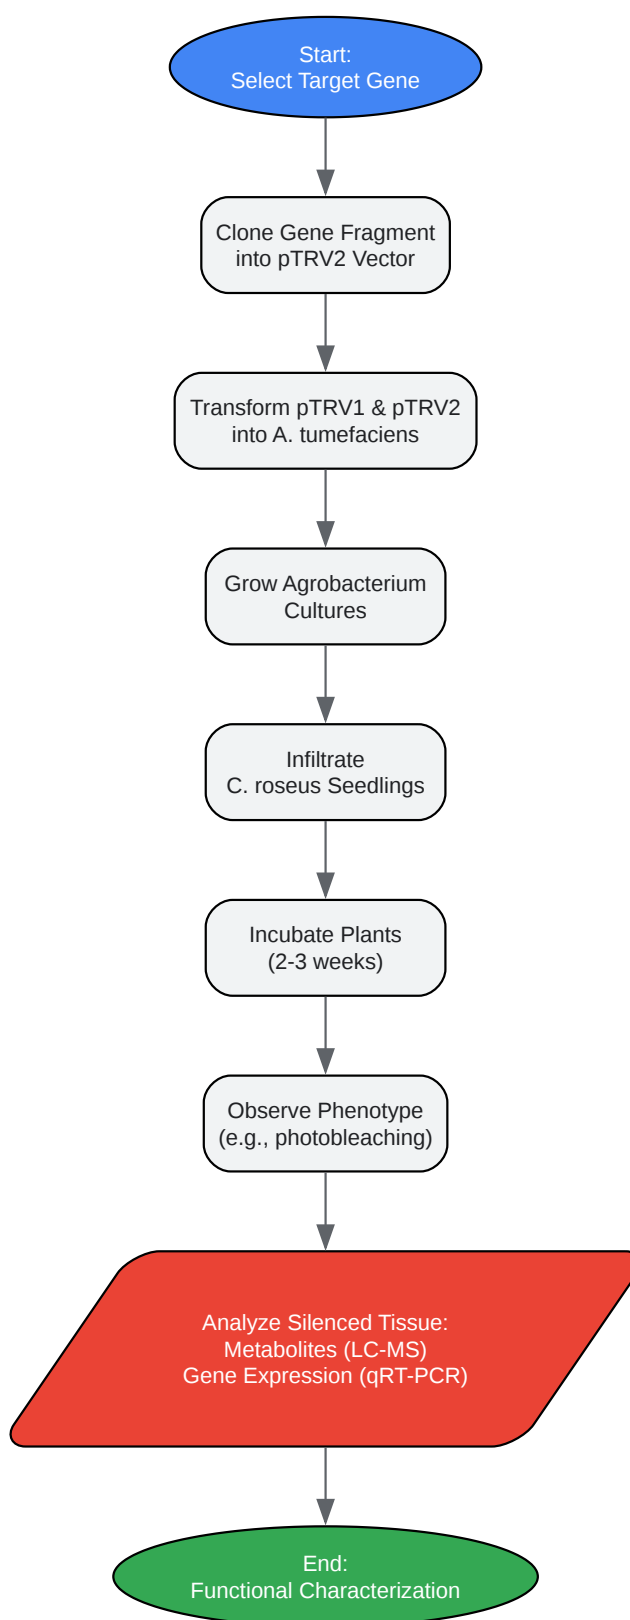 Start:
Select Target Gene
Clone Gene Fragment
into pTRV2 Vector
Transform pTRV1 & pTRV2
into A. tumefaciens
Grow Agrobacterium
Cultures
Infiltrate
C. roseus Seedlings
Incubate Plants
(2-3 weeks)
Observe Phenotype
(e.g., photobleaching)
Analyze Silenced Tissue:
Metabolites (LC-MS)
Gene Expression (qRT-PCR)
End:
Functional Characterization